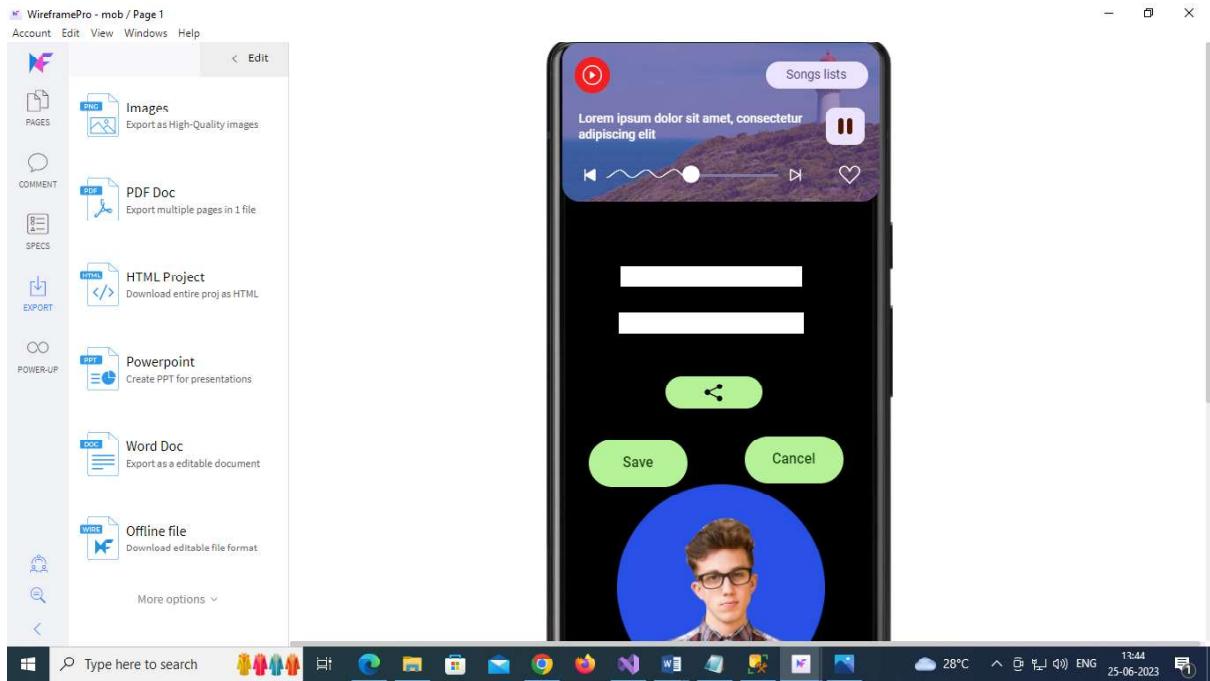 WireframePro - mob / Page 1
Account Edit View Windows Help
< Edit
PAGES
COMMENT
SPECS
EXPORT
POWER-UP
PNG
Images
Export as High-Quality images
PDF
PDF Doc
Export multiple pages in 1 file
HTML
HTML Project
Download entire proj as HTML
PPT
Powerpoint
Create PPT for presentations
DOC
Word Doc
Export as a editable document
WIRE
Offline file
Download editable file format
More options
Songs lists
Lorem ipsum dolor sit amet, consectetur
adipiscing elit
Save
Cancel
Type here to search
28°C
ENG
13:44
25-06-2023
1